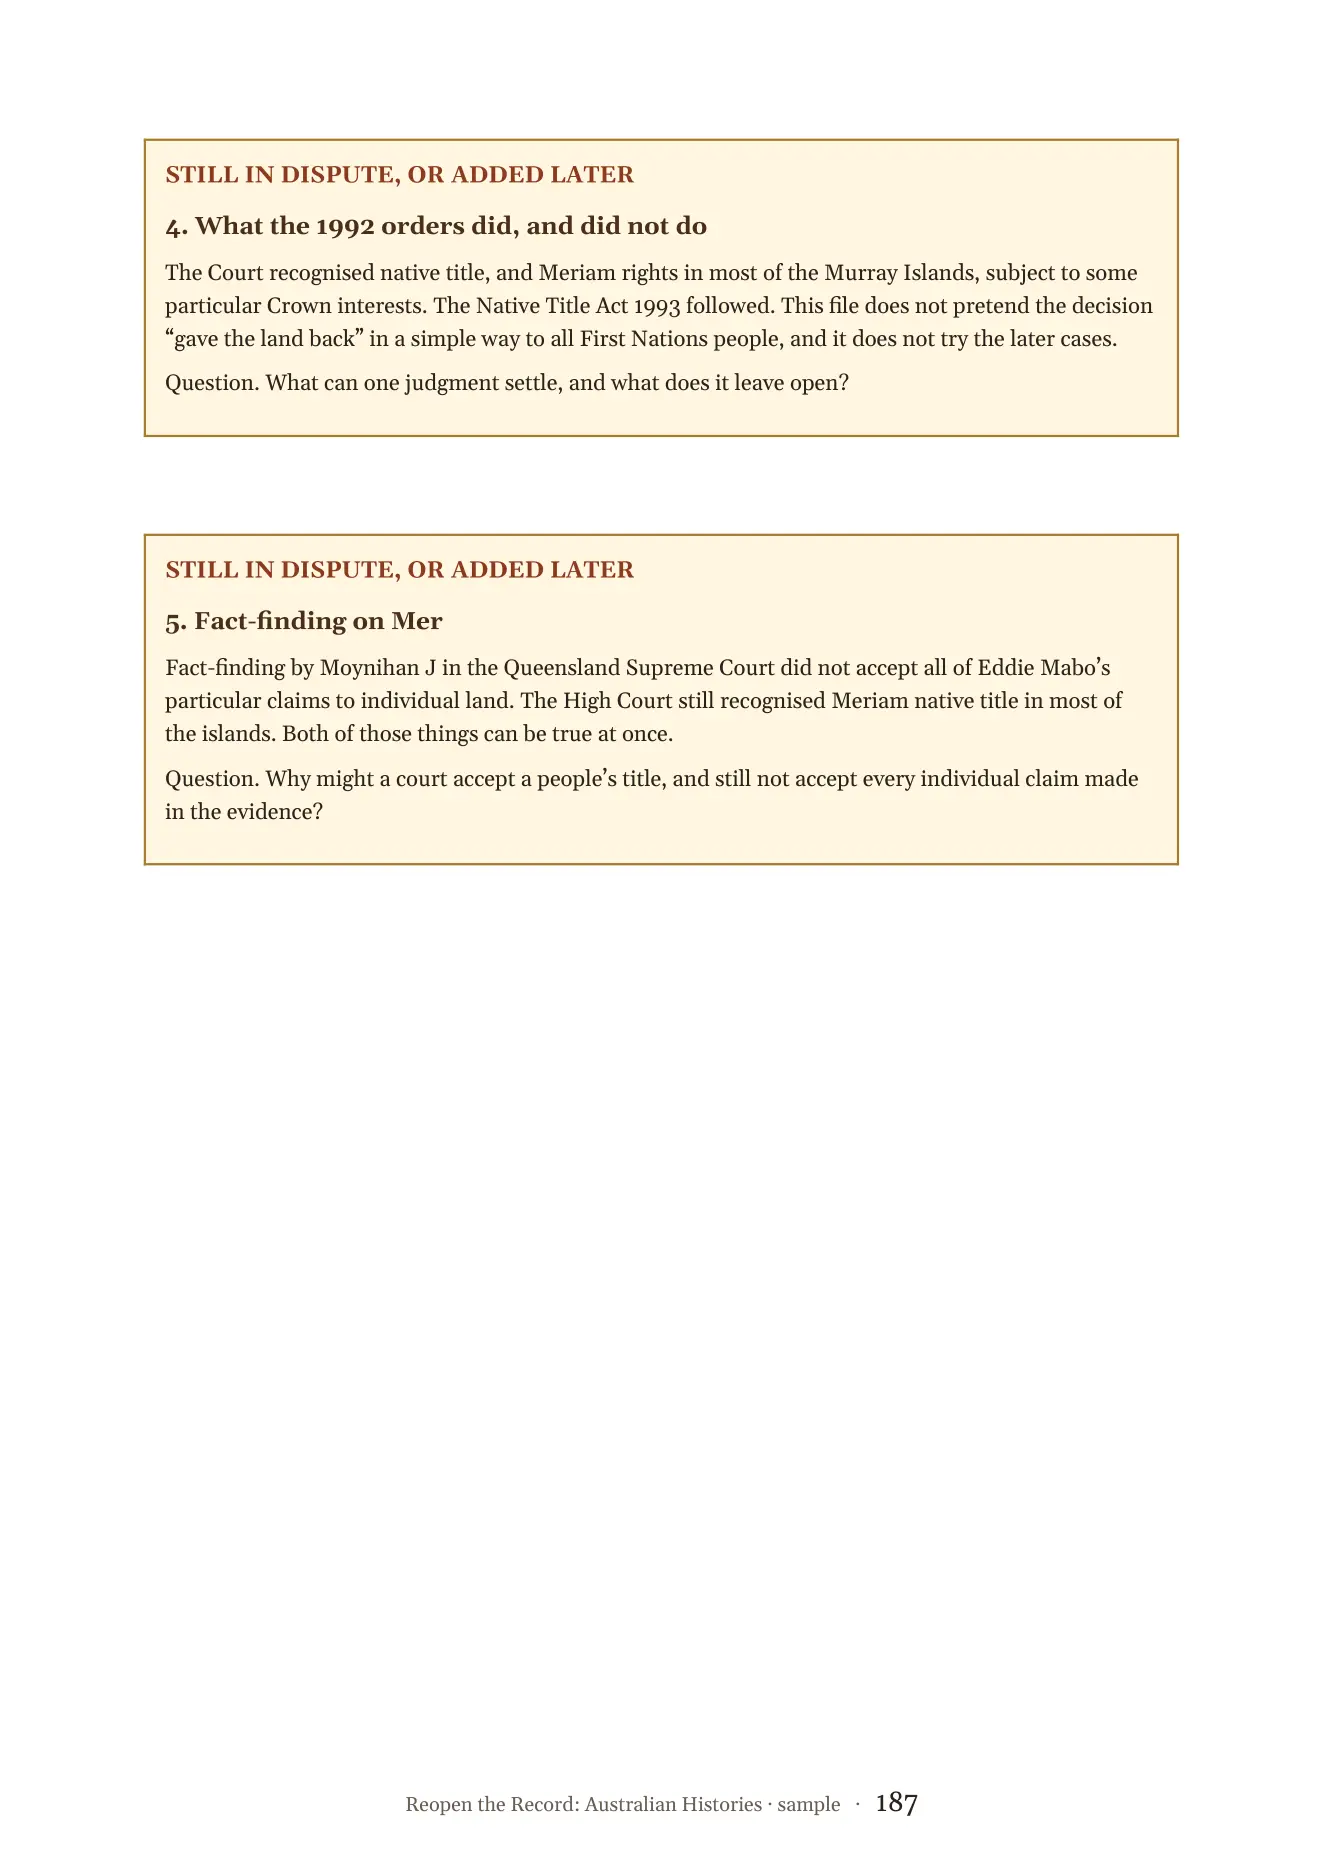 STILL IN DISPUTE, OR ADDED LATER
4. What the 1992 orders did, and did not do
The Court recognised native title, and Meriam rights in most of the Murray Islands, subject to some
particular Crown interests. The Native Title Act 1993 followed. This file does not pretend the decision
“gave the land back” in a simple way to all First Nations people, and it does not try the later cases.
Question. What can one judgment settle, and what does it leave open?
STILL IN DISPUTE, OR ADDED LATER
5. Fact-finding on Mer
Fact-finding by Moynihan J in the Queensland Supreme Court did not accept all of Eddie Mabo’s
particular claims to individual land. The High Court still recognised Meriam native title in most of
the islands. Both of those things can be true at once.
Question. Why might a court accept a people’s title, and still not accept every individual claim made
in the evidence?
Reopen the Record: Australian Histories · sample · 187